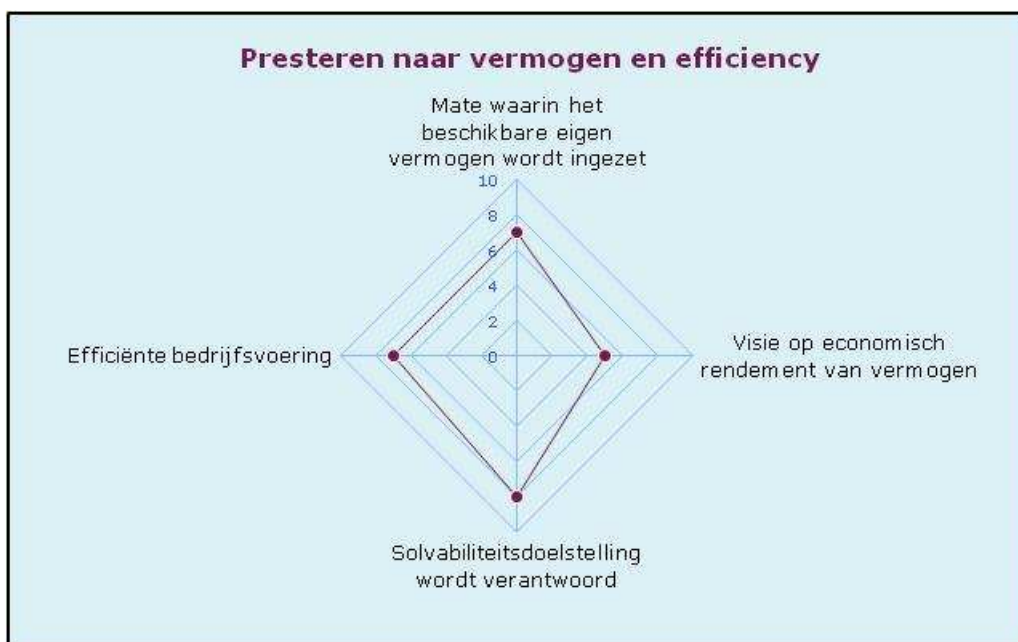 Presteren naar vermogen en efficiency
Mate waarin het
beschikbare eigen
vermogen wordt ingezet
10
8
6
4
2
0
Efficiënte bedrijfsvoering
Visie op economisch
rendement van vermogen
Solvabiliteitsdoelstelling
wordt verantwoord